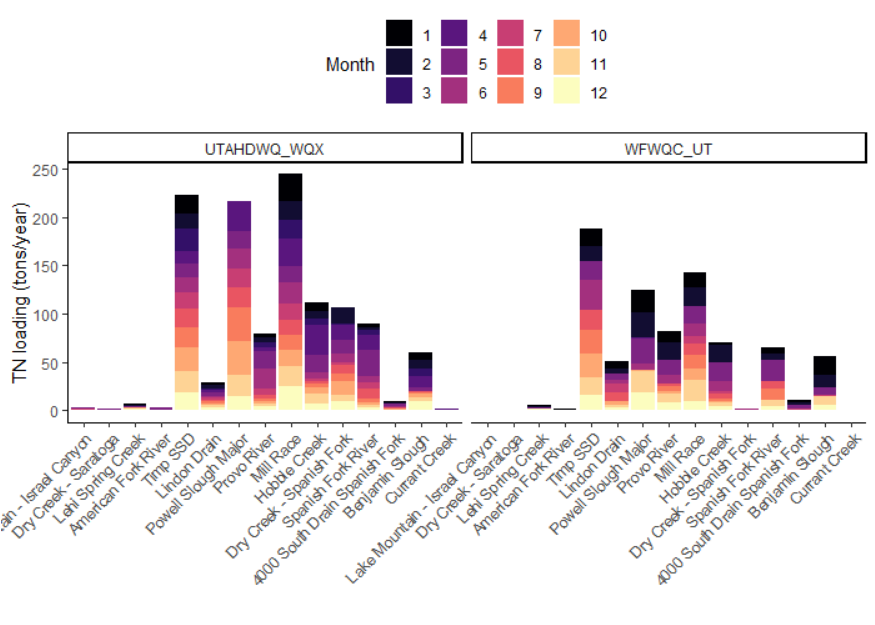 1 4 7 10
Month 2 5 8 11
3 6 9 12
UTAHDWQ_WQX WFWQC_UT
TN loading (tons/year)
250
200
150
100
50
0
ain - Israel Canyon
Dry Creek - Saratoga
Lehi Spring Creek
American Fork River
Timp SSD
Lindon Drain
Powell Slough Major
Provo River
Mill Race
Hobble Creek
Dry Creek - Spanish Fork
Spanish Fork River
4000 South Drain Spanish Fork
Benjamin Slough
Currant Creek
Lake Mountain - Israel Canyon
Dry Creek - Saratoga
Lehi Spring Creek
American Fork River
Timp SSD
Lindon Drain
Powell Slough Major
Provo River
Mill Race
Hobble Creek
Dry Creek - Spanish Fork
Spanish Fork River
4000 South Drain Spanish Fork
Benjamin Slough
Currant Creek